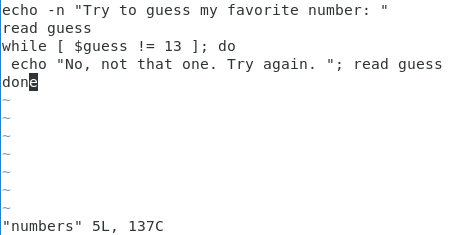 echo -n "Try to guess my favorite number: "
read guess
while [ $guess != 13 ]; do
 echo "No, not that one. Try again. "; read guess
done
~
~
~
~
~
~
~
"numbers" 5L, 137C